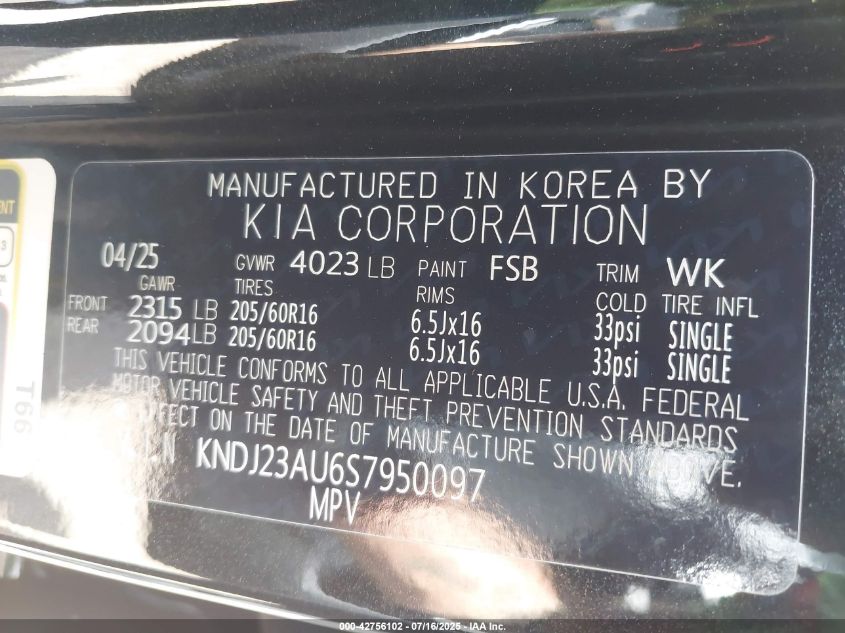 MANUFACTURED IN KOREA BY
KIA CORPORATION
04/25 GVWR 4023 LB PAINT FSB TRIM WK
GAWR TIRES RIMS COLD TIRE INFL
FRONT 2315 LB 205/60R16 6.5Jx16 33psi SINGLE
REAR 2094 LB 205/60R16 6.5Jx16 33psi SINGLE
THIS VEHICLE CONFORMS TO ALL APPLICABLE U.S.A. FEDERAL
MOTOR VEHICLE SAFETY AND THEFT PREVENTION STANDARDS
EFFECT ON THE DATE OF MANUFACTURE SHOWN ABOVE.
KNDJ23AU6S7950097
MPV
T66
000-42756102 - 07/16/2025 - IAA Inc.